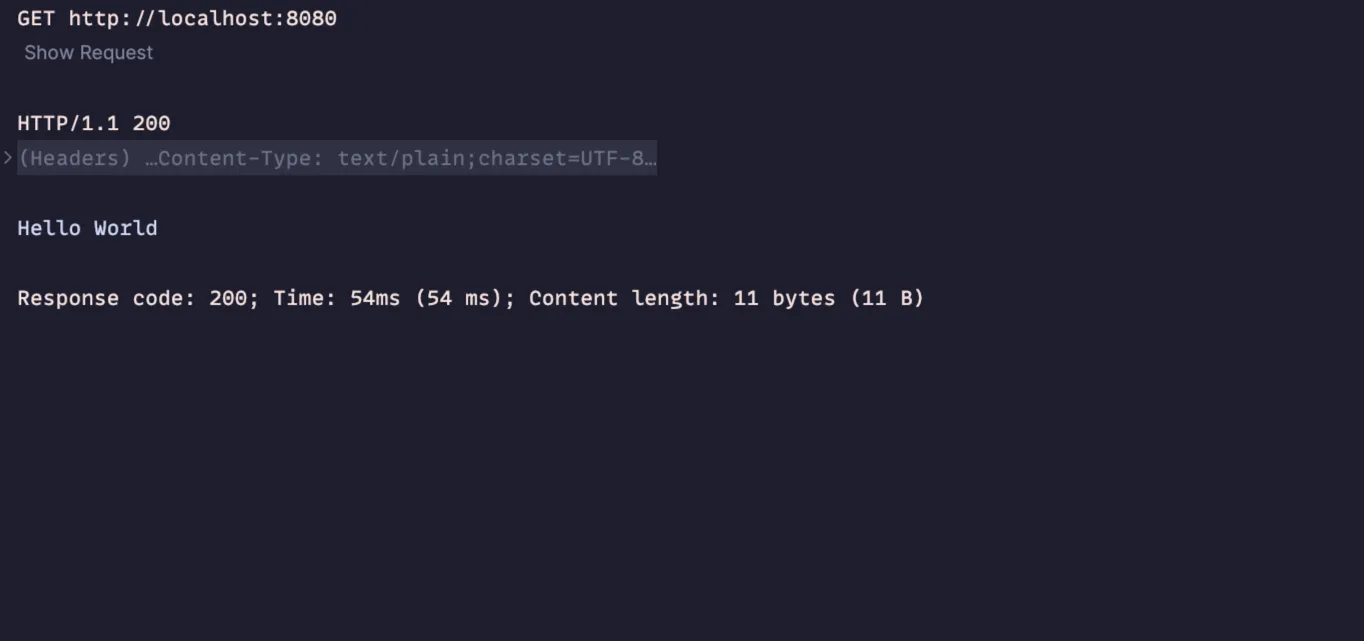 GET http://localhost:8080
Show Request
HTTP/1.1 200
(Headers) …Content-Type: text/plain;charset=UTF-8…
Hello World
Response code: 200; Time: 54ms (54 ms); Content length: 11 bytes (11 B)